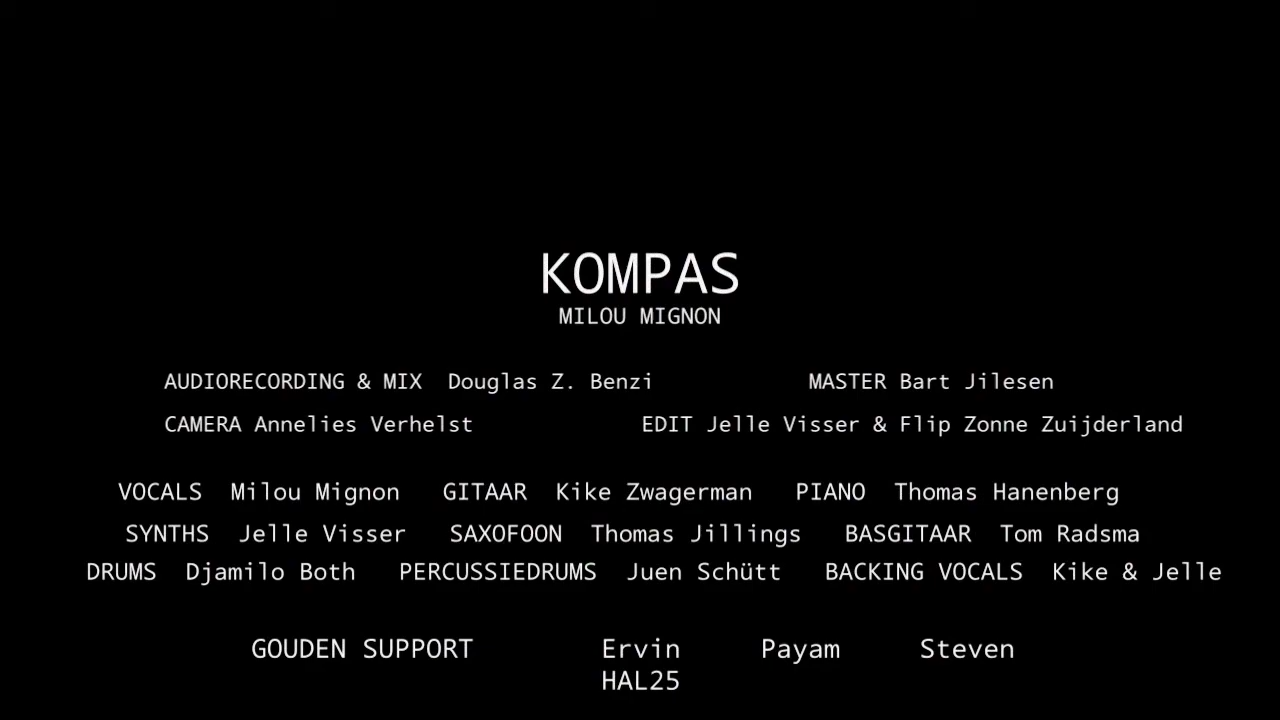 KOMPAS
MILOU MIGNON
AUDIORECORDING & MIX Douglas Z. Benzi MASTER Bart Jilesen
CAMERA Annelies Verhelst EDIT Jelle Visser & Flip Zonne Zuijderland
VOCALS Milou Mignon GITAAR Kike Zwagerman PIANO Thomas Hanenberg
SYNTHS Jelle Visser SAXOFOON Thomas Jillings BASGITAAR Tom Radsma
DRUMS Djamilo Both PERCUSSIEDRUMS Juen Schütt BACKING VOCALS Kike & Jelle
GOUDEN SUPPORT Ervin Payam Steven
HAL25